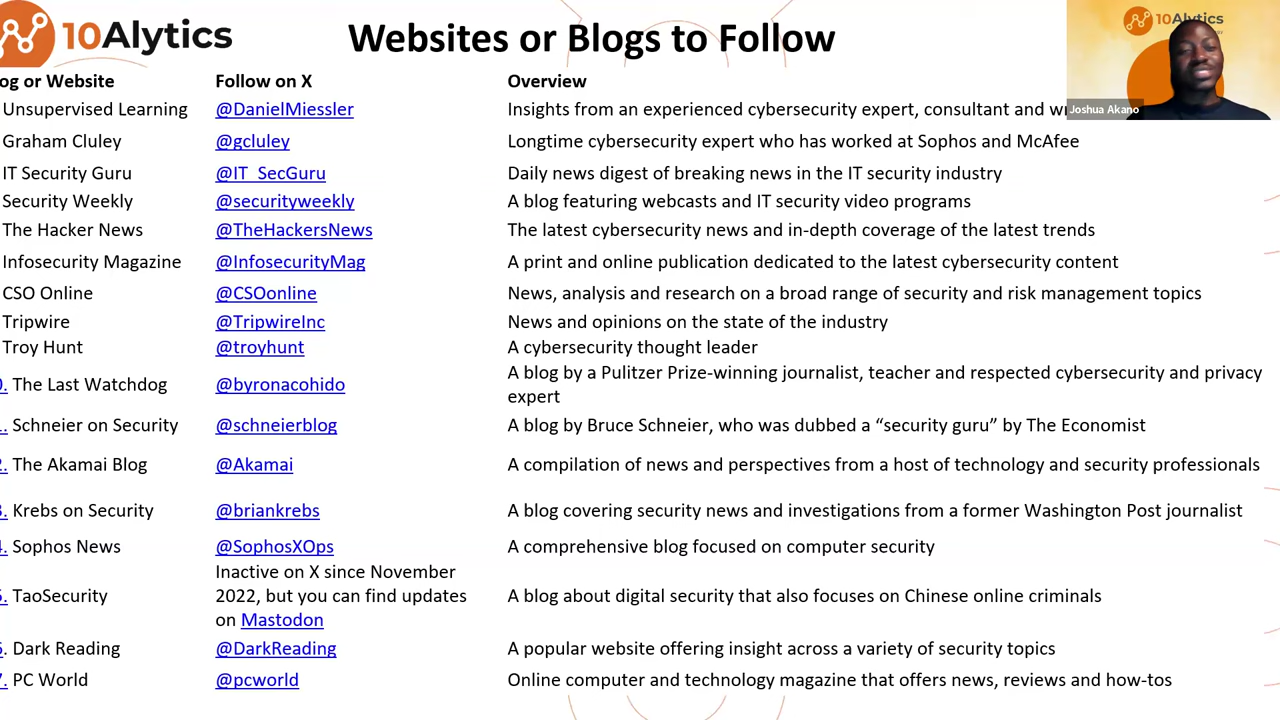 10Alytics
Websites or Blogs to Follow
10Alytics
Joshua Akano
og or Website Follow on X Overview
Unsupervised Learning @DanielMiessler Insights from an experienced cybersecurity expert, consultant and
Graham Cluley @gcluley Longtime cybersecurity expert who has worked at Sophos and McAfee
IT Security Guru @IT_SecGuru Daily news digest of breaking news in the IT security industry
Security Weekly @securityweekly A blog featuring webcasts and IT security video programs
The Hacker News @TheHackersNews The latest cybersecurity news and in-depth coverage of the latest trends
Infosecurity Magazine @InfosecurityMag A print and online publication dedicated to the latest cybersecurity content
CSO Online @CSOonline News, analysis and research on a broad range of security and risk management topics
Tripwire @TripwireInc News and opinions on the state of the industry
Troy Hunt @troyhunt A cybersecurity thought leader
. The Last Watchdog @byronacohido A blog by a Pulitzer Prize-winning journalist, teacher and respected cybersecurity and privacy
expert
. Schneier on Security @schneierblog A blog by Bruce Schneier, who was dubbed a “security guru” by The Economist
. The Akamai Blog @Akamai A compilation of news and perspectives from a host of technology and security professionals
. Krebs on Security @briankrebs A blog covering security news and investigations from a former Washington Post journalist
. Sophos News @SophosXOps A comprehensive blog focused on computer security
Inactive on X since November
. TaoSecurity 2022, but you can find updates A blog about digital security that also focuses on Chinese online criminals
on Mastodon
. Dark Reading @DarkReading A popular website offering insight across a variety of security topics
. PC World @pcworld Online computer and technology magazine that offers news, reviews and how-tos